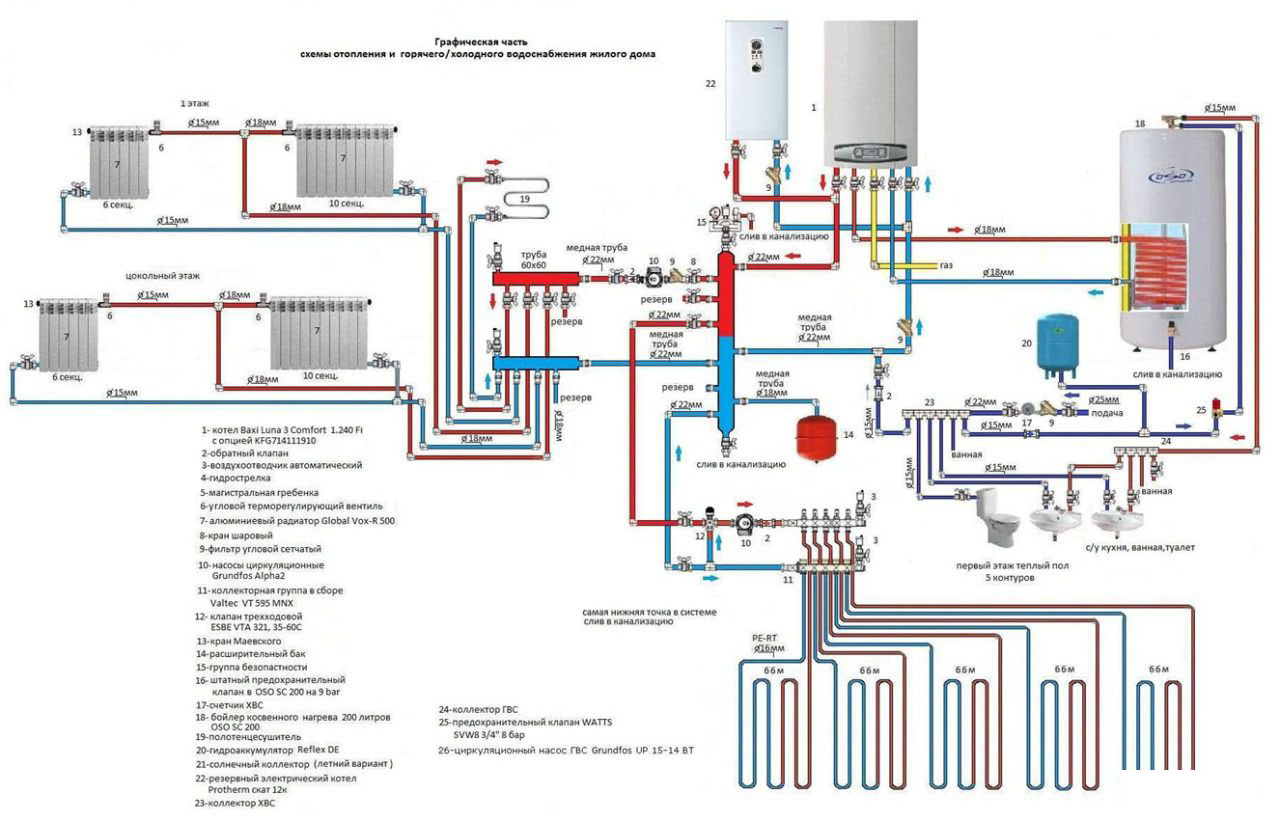 Графическая часть
схемы отопления и горячего/холодного водоснабжения жилого дома
22
1
18
ø15мм
1 этаж
13
ø15мм
ø18мм
6
6
7
7
6 секц.
10 секц.
ø18мм
ø15мм
19
9
15
слив в канализацию
ø18мм
OSO
медная труба
ø22мм
труба
60х60
2
10
9
8
ø22мм
газ
ø18мм
цокольный этаж
13
ø15мм
ø18мм
6
6
7
7
резерв
резерв
ø22мм
медная
труба
ø22мм
медная
труба
ø22мм
9
20
16
слив в канализацию
6 секц.
10 секц.
ø18мм
ø15мм
резерв
резерв
медная
труба
ø18мм
2
23
ø22мм
ø25мм
подача
17
9
25
ø15мм
ø22мм
14
ø18мм
ø18мм
ø15мм
24
слив в канализацию
ванная
ø15мм
ø15мм
ванная
1- котел Baxi Luna 3 Comfort 1.240 Fi
с опцией KFG714111910
2-обратный клапан
3-воздухоотводчик автоматический
4-гидрострелка
5-магистральная гребенка
6-угловой терморегулирующий вентиль
7- алюминиевый радиатор Global Vox-R 500
8-кран шаровый
9-фильтр угловой сетчатый
10-насосы циркуляционные
Grundfos Alpha2
11-коллекторная группа в сборе
Valtec VT 595 MNX
12- клапан трехходовой
ESBE VTA 321, 35-60С
13-кран Маевского
14-расширительный бак
15-группа безопастности
16- штатный предохранительный
клапан в OSO SC 200 на 9 bar
17-счетчик ХВС
18- бойлер косвенного нагрева 200 литров
OSO SC 200
19-полотенцесушитель
20-гидроаккумулятор Reflex DE
21-солнечный коллектор (летний вариант)
22-резервный электрический котел
Protherm скат 12к
23-коллектор ХВС
3
12
10
2
3
11
с/у кухня, ванная,туалет
первый этаж теплый пол
5 контуров
самая нижняя точка в системе
слив в канализацию
PE-RT
ø16мм
66м
66м
66м
66м
66м
24-коллектор ГВС
25-предохранительный клапан WATTS
SVW8 3/4" 8 бар
26-циркуляционный насос ГВС Grundfos UP 15-14 BT